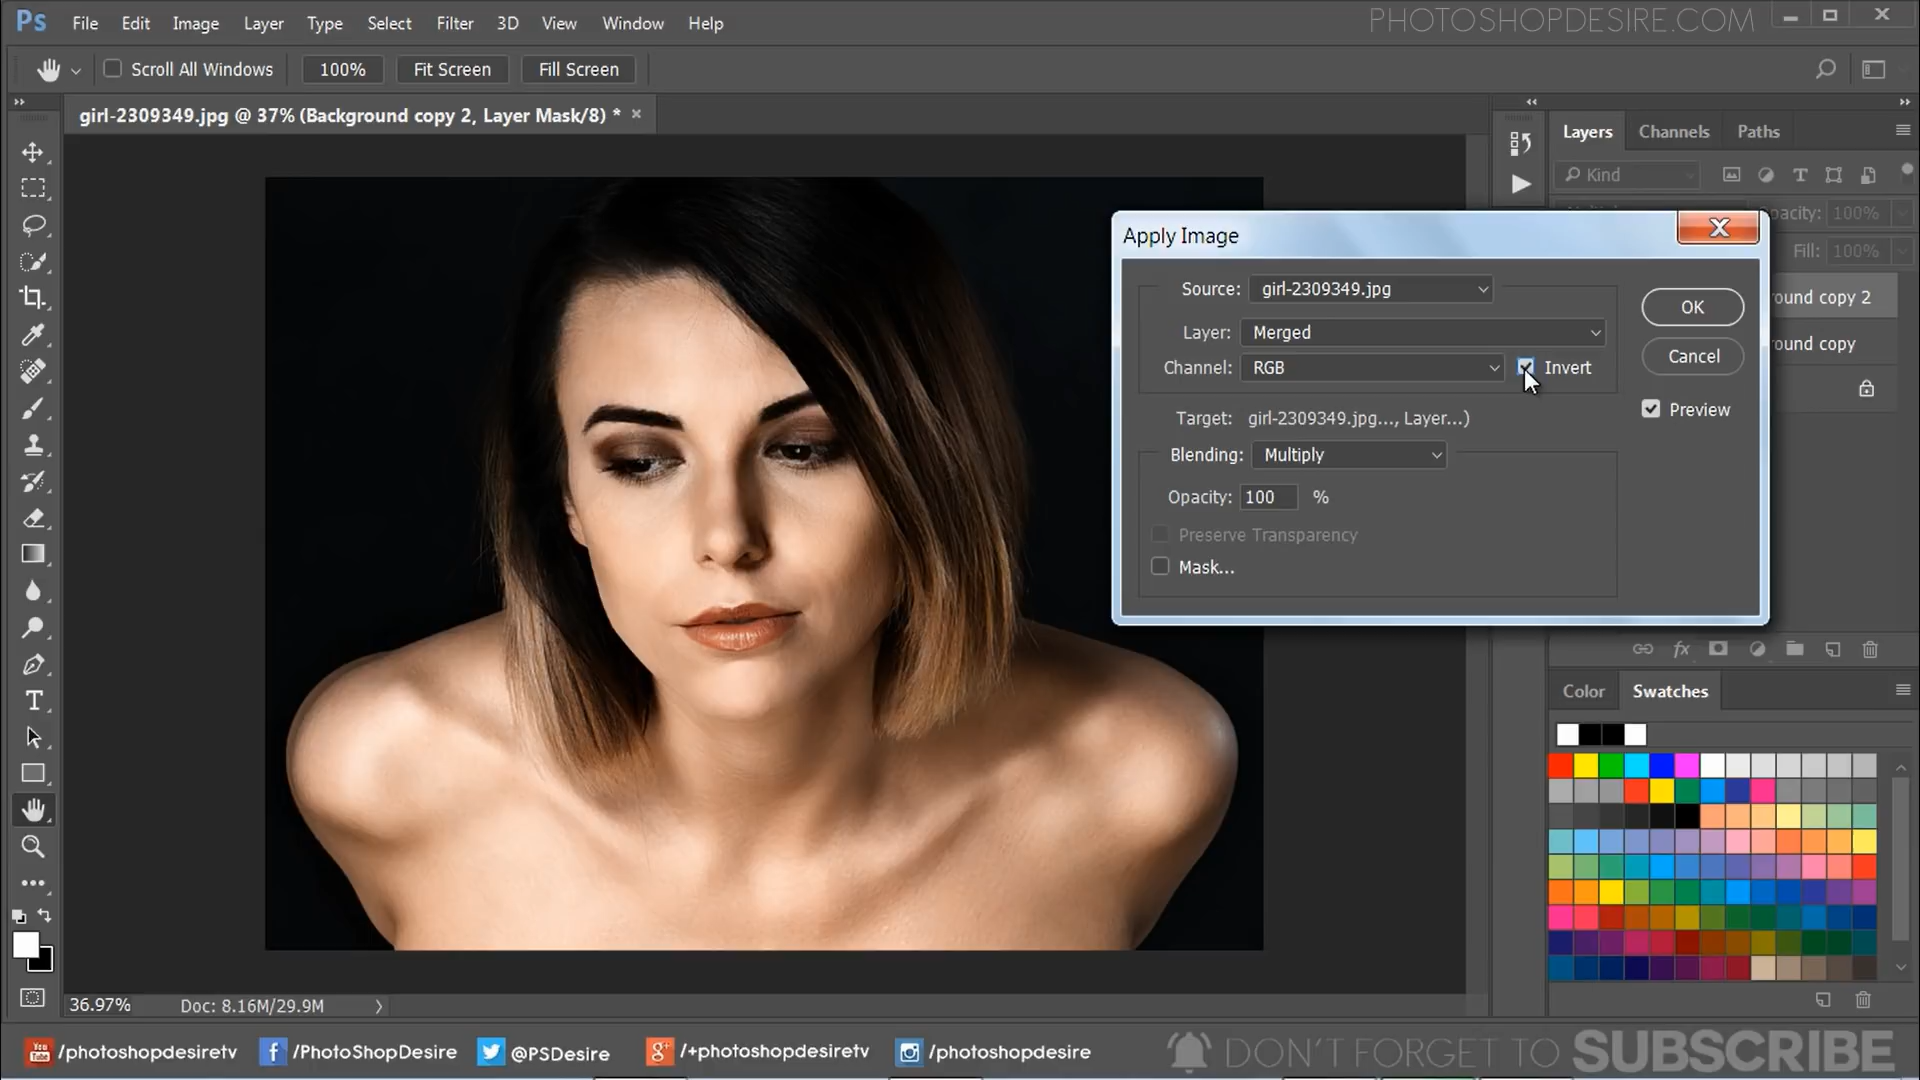 Ps File Edit Image Layer Type Select Filter 3D View Window Help
PHOTOSHOPDESIRE.COM
Scroll All Windows 100% Fit Screen Fill Screen
girl-2309349.jpg @ 37% (Background copy 2, Layer Mask/8) *
Layers Channels Paths
Kind
Opacity: 100%
Fill: 100%
ound copy 2
ound copy
Apply Image
Source: girl-2309349.jpg
Layer: Merged
Channel: RGB Invert
Target: girl-2309349.jpg..., Layer...)
Blending: Multiply
Opacity: 100 %
Preserve Transparency
Mask...
OK
Cancel
Preview
fx
Color Swatches
36.97% Doc: 8.16M/29.9M
You Tube /photoshopdesiretv f /PhotoShopDesire @PSDesire g+ /+photoshopdesiretv /photoshopdesire
DON'T FORGET TO SUBSCRIBE